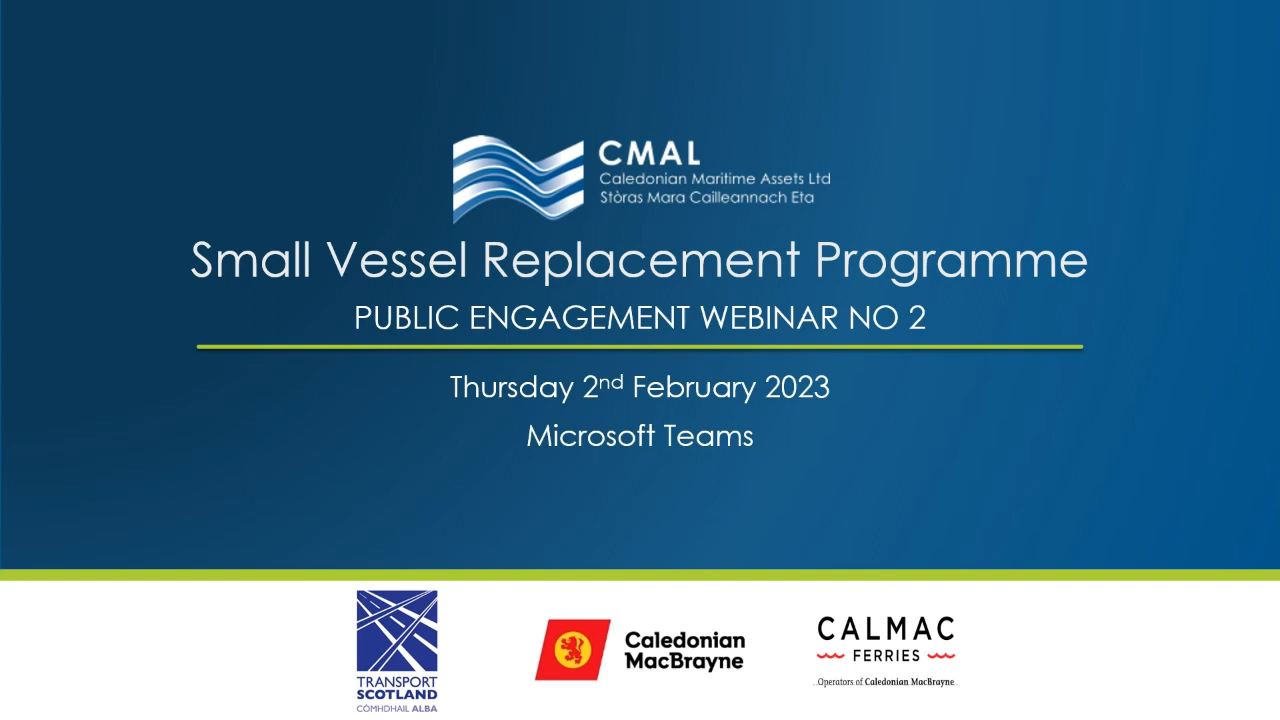 CMAL
Caledonian Maritime Assets Ltd
Stòras Mara Cailleannach Eta
Small Vessel Replacement Programme
PUBLIC ENGAGEMENT WEBINAR NO 2
Thursday 2nd February 2023
Microsoft Teams
TRANSPORT
SCOTLAND
CÒMHDHAIL ALBA
Caledonian
MacBrayne
CALMAC
FERRIES
...Operators of Caledonian MacBrayne...